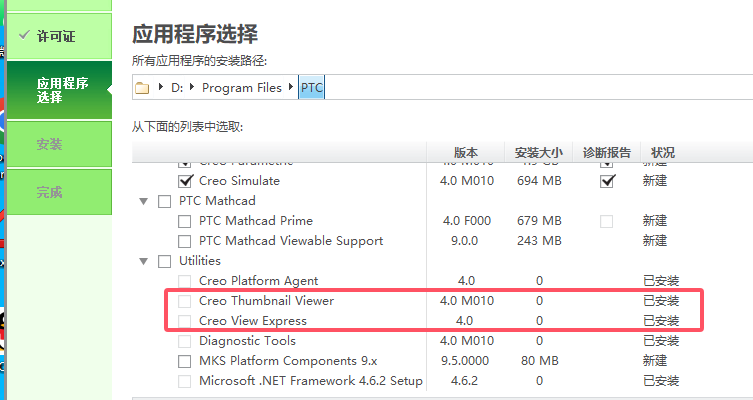 许可证
应用程序
选择
安装
完成
应用程序选择
所有应用程序的安装路径:
D: Program Files PTC
从下面的列表中选取:
版本 安装大小 诊断报告 状况
Creo Parametric 4.0 M010 新建
Creo Simulate 4.0 M010 694 MB 新建
PTC Mathcad
PTC Mathcad Prime 4.0 F000 679 MB 新建
PTC Mathcad Viewable Support 9.0.0 243 MB 新建
Utilities
Creo Platform Agent 4.0 0 已安装
Creo Thumbnail Viewer 4.0 M010 0 已安装
Creo View Express 4.0 0 已安装
Diagnostic Tools 4.0 M010 0 已安装
MKS Platform Components 9.x 9.5.0000 80 MB 新建
Microsoft .NET Framework 4.6.2 Setup 4.6.2 0 已安装